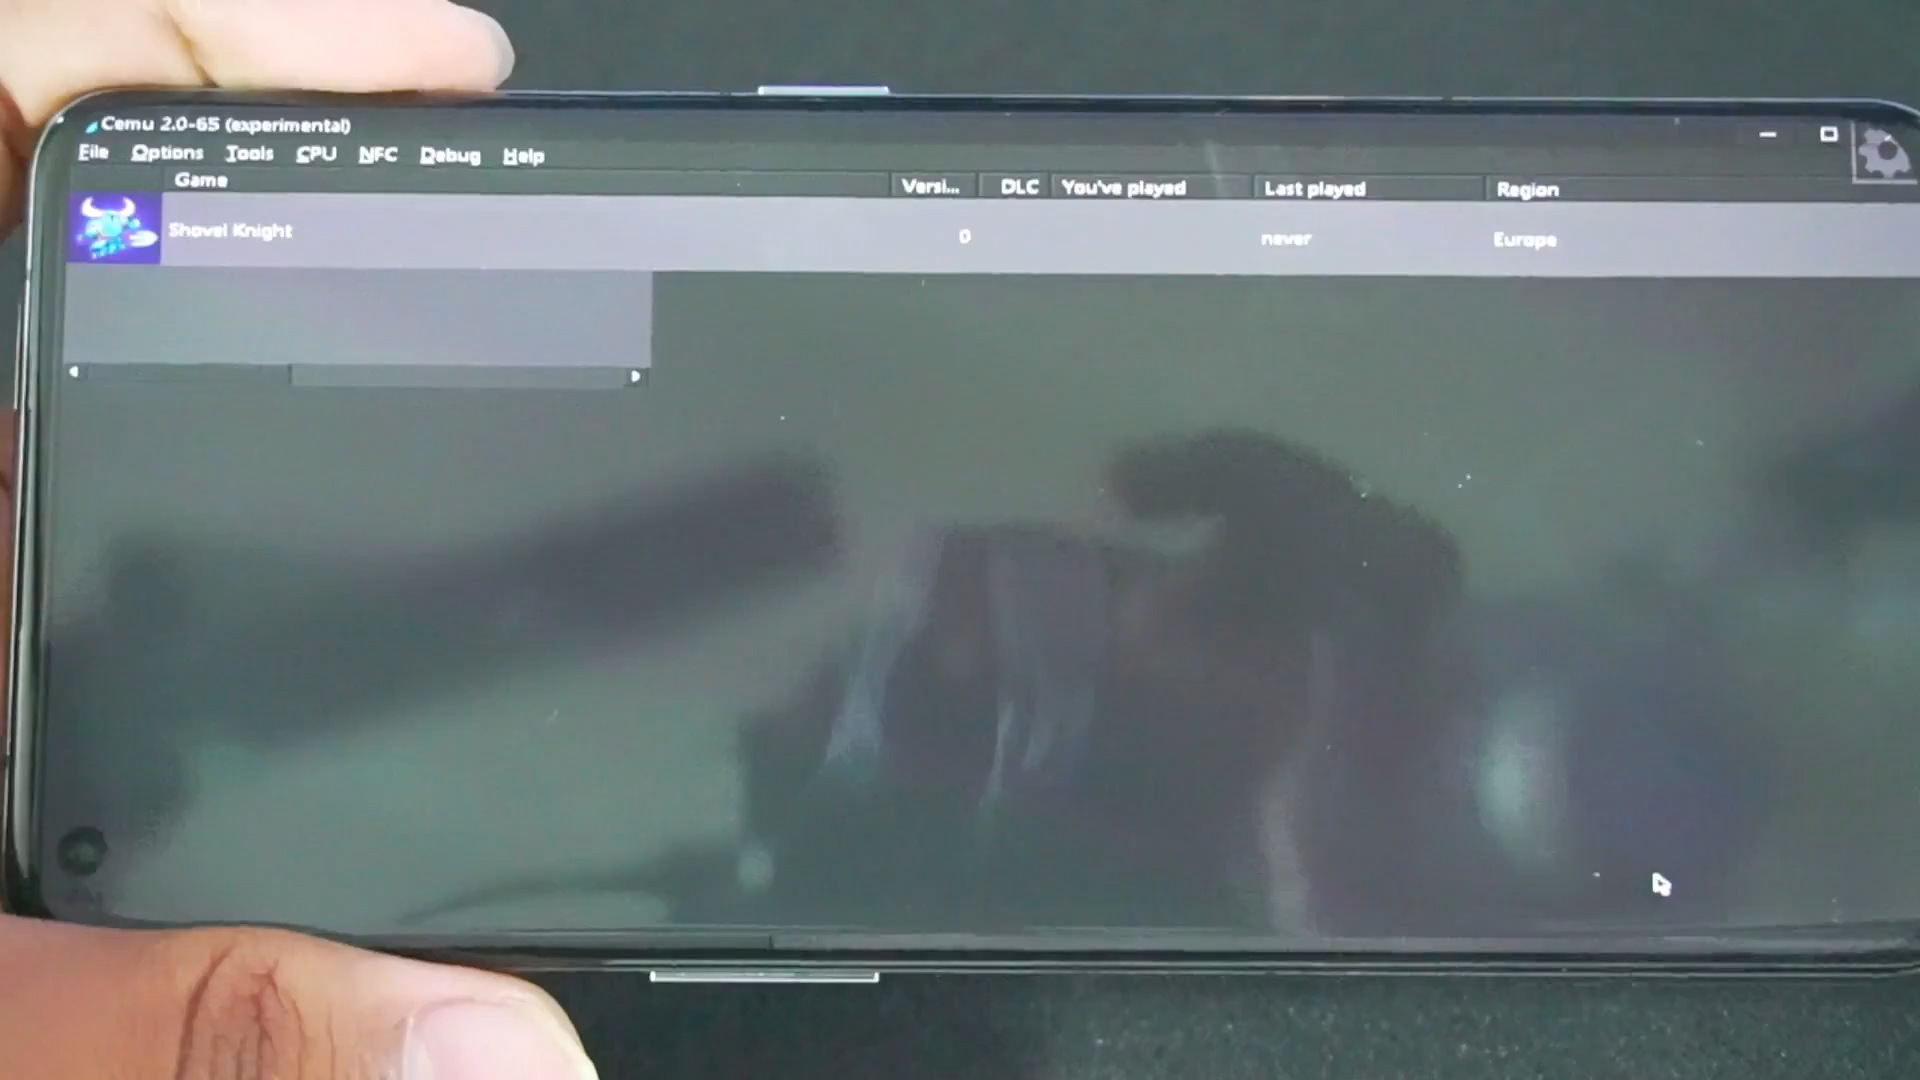 Cemu 2.0-65 (experimental)
File Options Tools CPU NFC Debug Help
Game Versi... DLC You've played Last played Region
Shovel Knight 0 never Europe